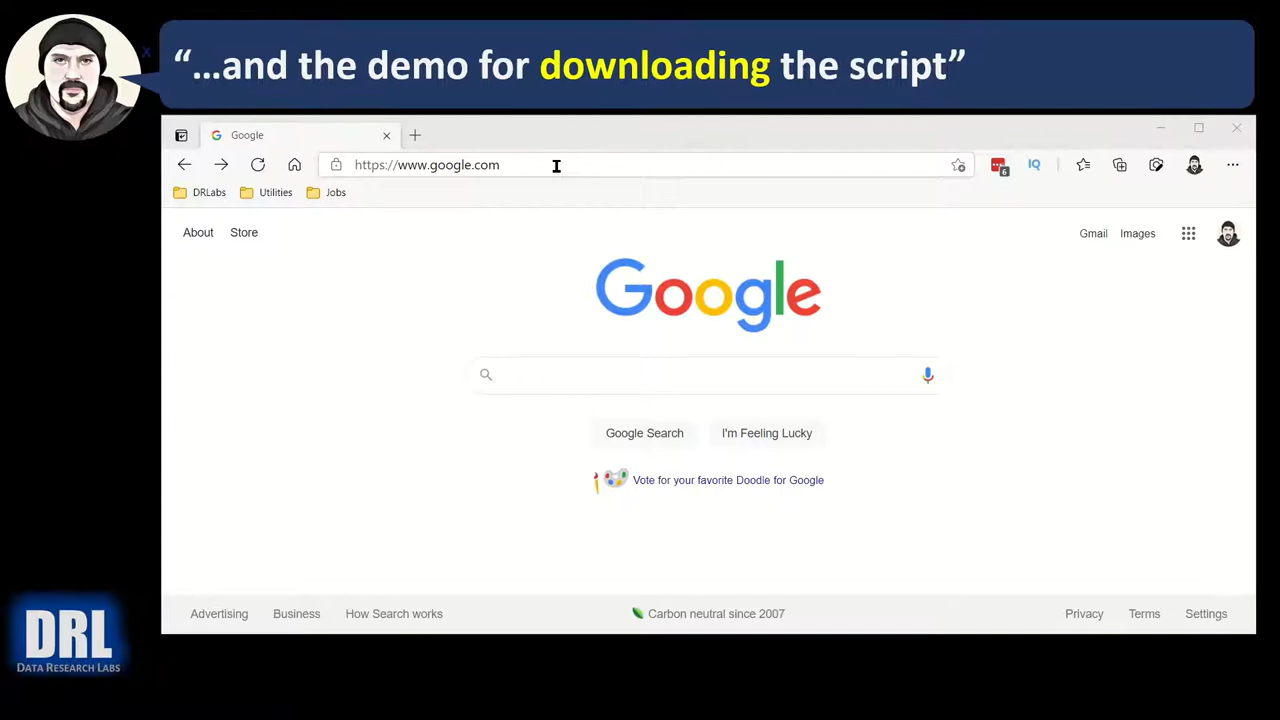 “…and the demo for downloading the script”
x
Google
https://www.google.com
6
IQ
DRLabs
Utilities
Jobs
About
Store
Gmail
Images
Google
Google Search
I'm Feeling Lucky
Vote for your favorite Doodle for Google
Advertising
Business
How Search works
Carbon neutral since 2007
Privacy
Terms
Settings
DRL
DATA RESEARCH LABS